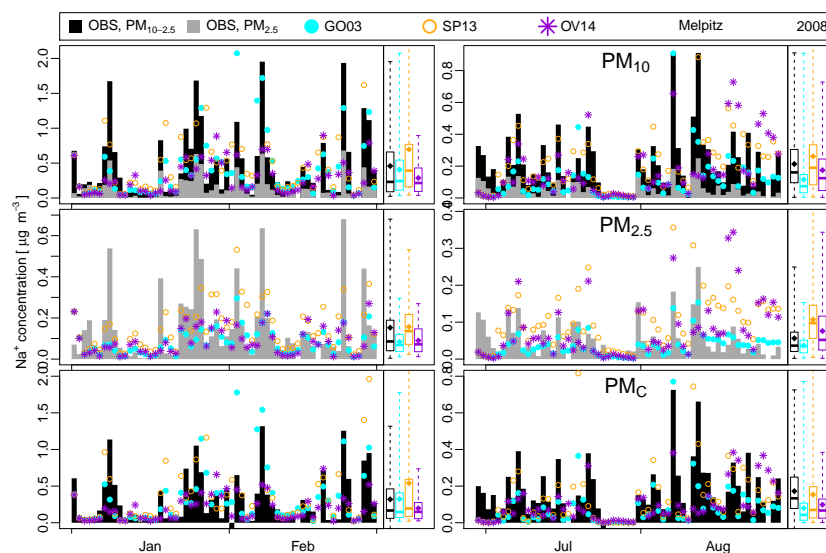 OBS, PM10−2.5 OBS, PM2.5 GO03 SP13 OV14 Melpitz 2008
PM10
0.0 0.5 1.0 1.5 2.0
0.0 0.2 0.4 0.6 0.8
PM2.5
0.0 0.2 0.4 0.6
0.0 0.1 0.2 0.3 0.4
Na+ concentration [ μg m−3]
PMC
0.0 0.5 1.0 1.5 2.0
0.0 0.2 0.4 0.6 0.8
Jan Feb Jul Aug